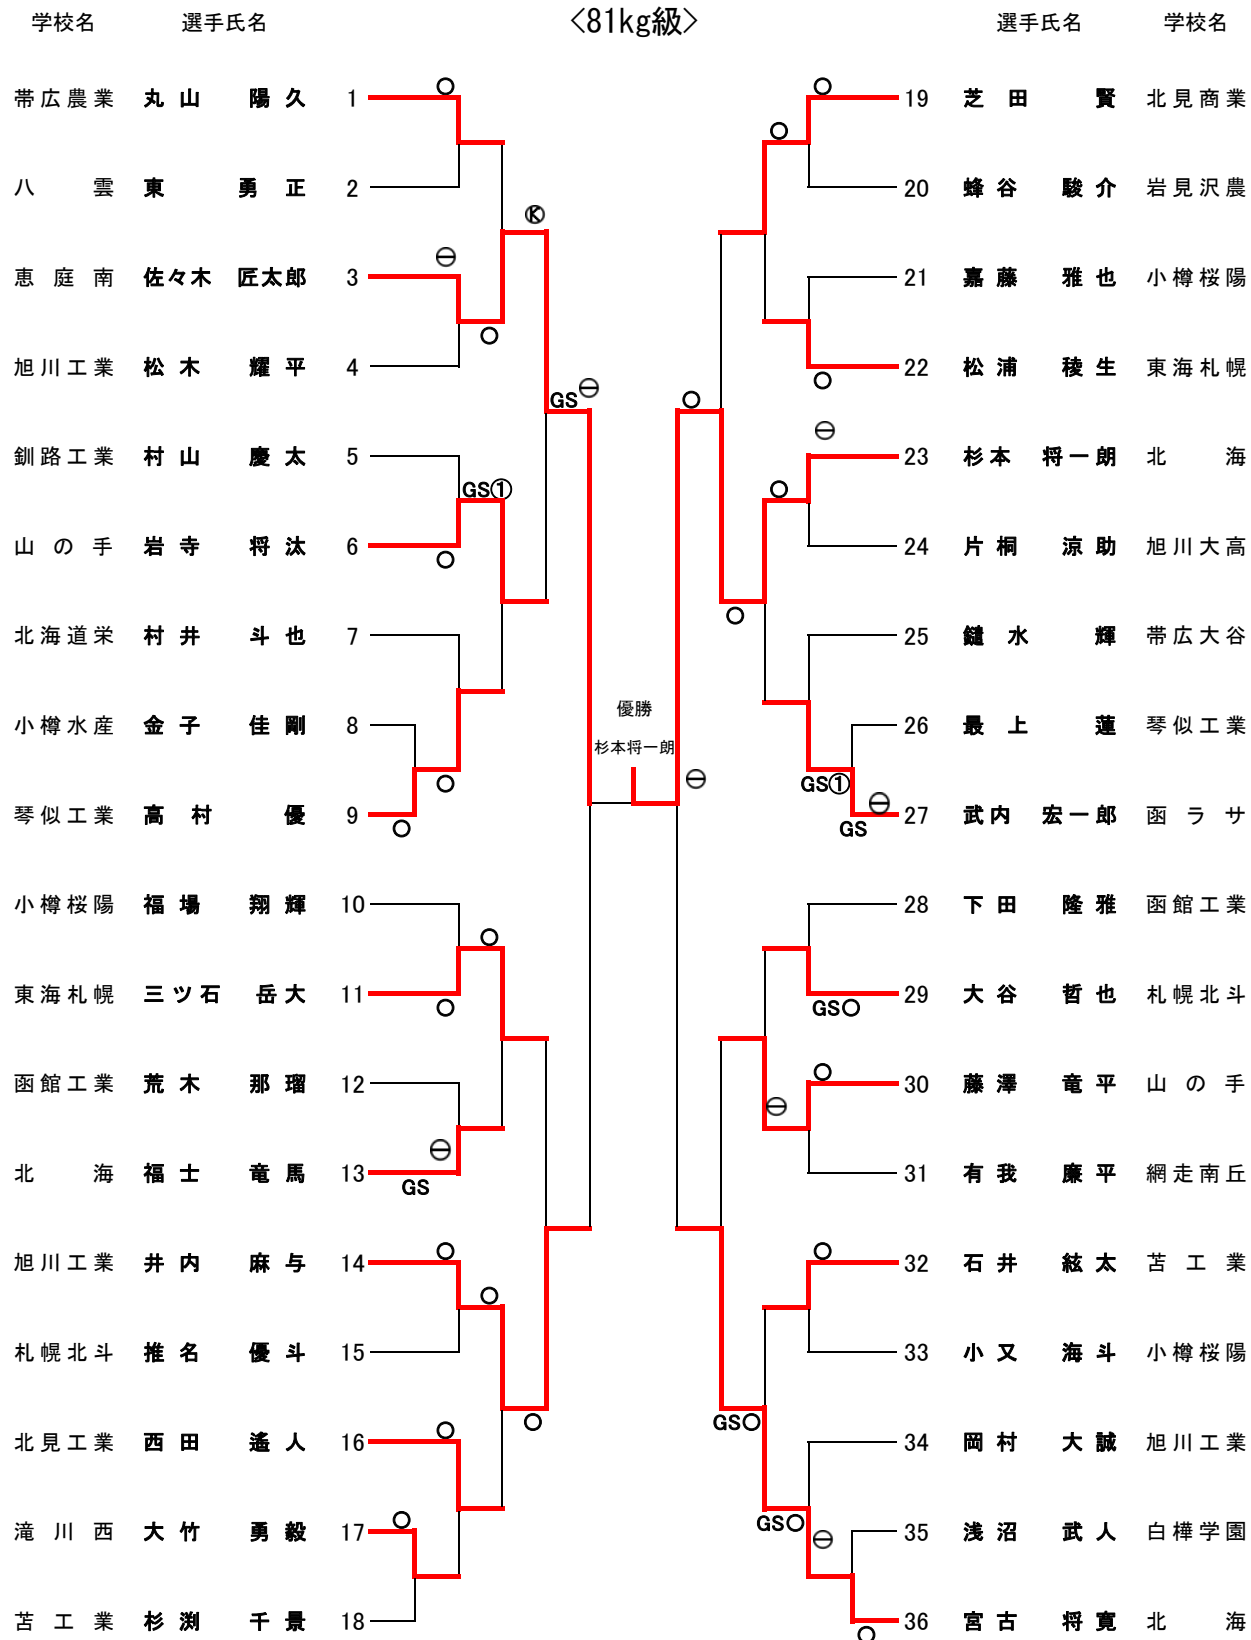 <81kg級>
学校名 選手氏名 選手氏名 学校名
帯広農業 丸山 陽久 1 19 芝田 賢 北見商業
八雲 東 勇正 2 20 蜂谷 駿介 岩見沢農
K
恵庭南 佐々木 匠太郎 3 21 嘉藤 雅也 小樽桜陽
旭川工業 松木 耀平 4 22 松浦 稜生 東海札幌
GS
釧路工業 村山 慶太 5 23 杉本 将一朗 北海
GS①
山の手 岩寺 将汰 6 24 片桐 涼助 旭川大高
北海道栄 村井 斗也 7 25 鑓水 輝 帯広大谷
優勝
小樽水産 金子 佳剛 8 26 最上 蓮 琴似工業
杉本将一朗
GS①
琴似工業 高村 優 9 27 武内 宏一郎 函ラサ
GS
小樽桜陽 福場 翔輝 10 28 下田 隆雅 函館工業
東海札幌 三ツ石 岳大 11 29 大谷 哲也 札幌北斗
GS○
函館工業 荒木 那瑠 12 30 藤澤 竜平 山の手
北海 福士 竜馬 13 31 有我 廉平 網走南丘
GS
旭川工業 井内 麻与 14 32 石井 絃太 苫工業
札幌北斗 推名 優斗 15 33 小又 海斗 小樽桜陽
GS○
北見工業 西田 遙人 16 34 岡村 大誠 旭川工業
GS○
滝川西 大竹 勇毅 17 35 浅沼 武人 白樺学園
苫工業 杉渕 千景 18 36 宮古 将寛 北海